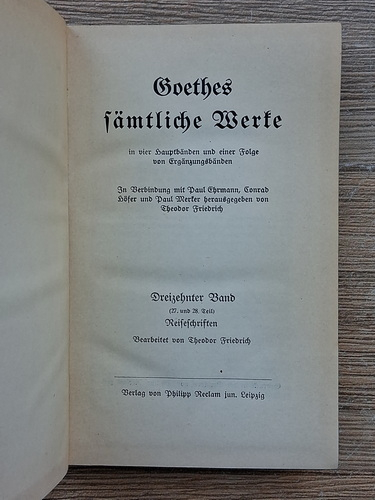 Goethes
sämtliche Werke
in vier Hauptbänden und einer Folge
von Ergänzungsbänden
In Verbindung mit Paul Ehrmann, Conrad
Höfer und Paul Merker herausgegeben von
Theodor Friedrich
Dreizehnter Band
(27. und 28. Teil)
Reiseschriften
Bearbeitet von Theodor Friedrich
Verlag von Philipp Reclam jun. Leipzig